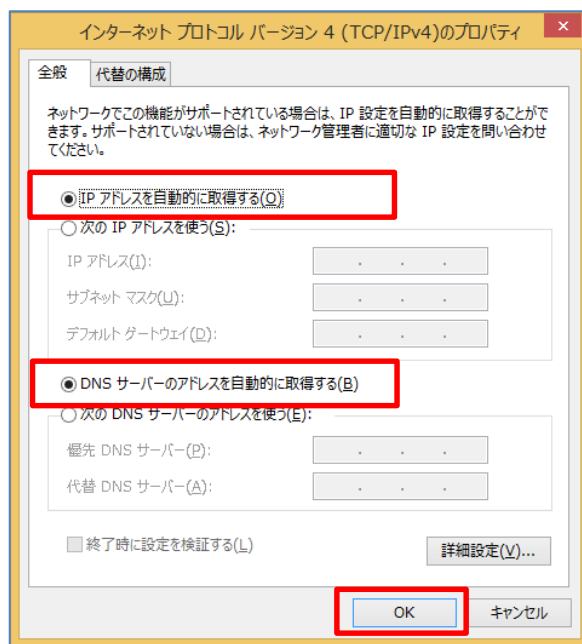 インターネット プロトコル バージョン 4 (TCP/IPv4)のプロパティ
全般 代替の構成
ネットワークでこの機能がサポートされている場合は、IP 設定を自動的に取得することがで
きます。サポートされていない場合は、ネットワーク管理者に適切な IP 設定を問い合わせ
てください。
IP アドレスを自動的に取得する(O)
次の IP アドレスを使う(S):
IP アドレス(I):
サブネット マスク(U):
デフォルト ゲートウェイ(D):
DNS サーバーのアドレスを自動的に取得する(B)
次の DNS サーバーのアドレスを使う(E):
優先 DNS サーバー(P):
代替 DNS サーバー(A):
終了時に設定を検証する(L)
詳細設定(V)...
OK キャンセル